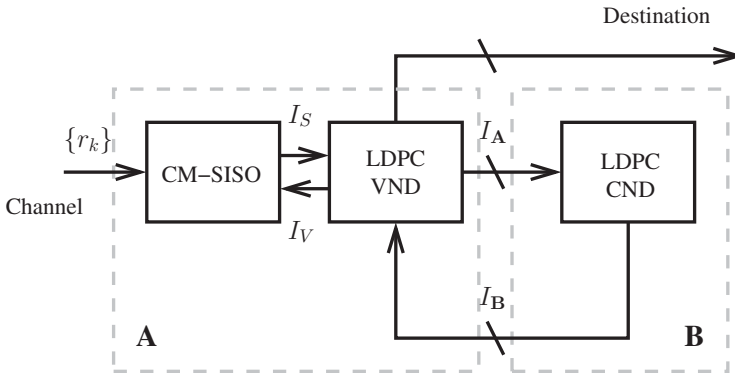 Destination
{r_k}
Channel
CM–SISO
I_S
I_V
LDPC
VND
I_A
LDPC
CND
I_B
A
B